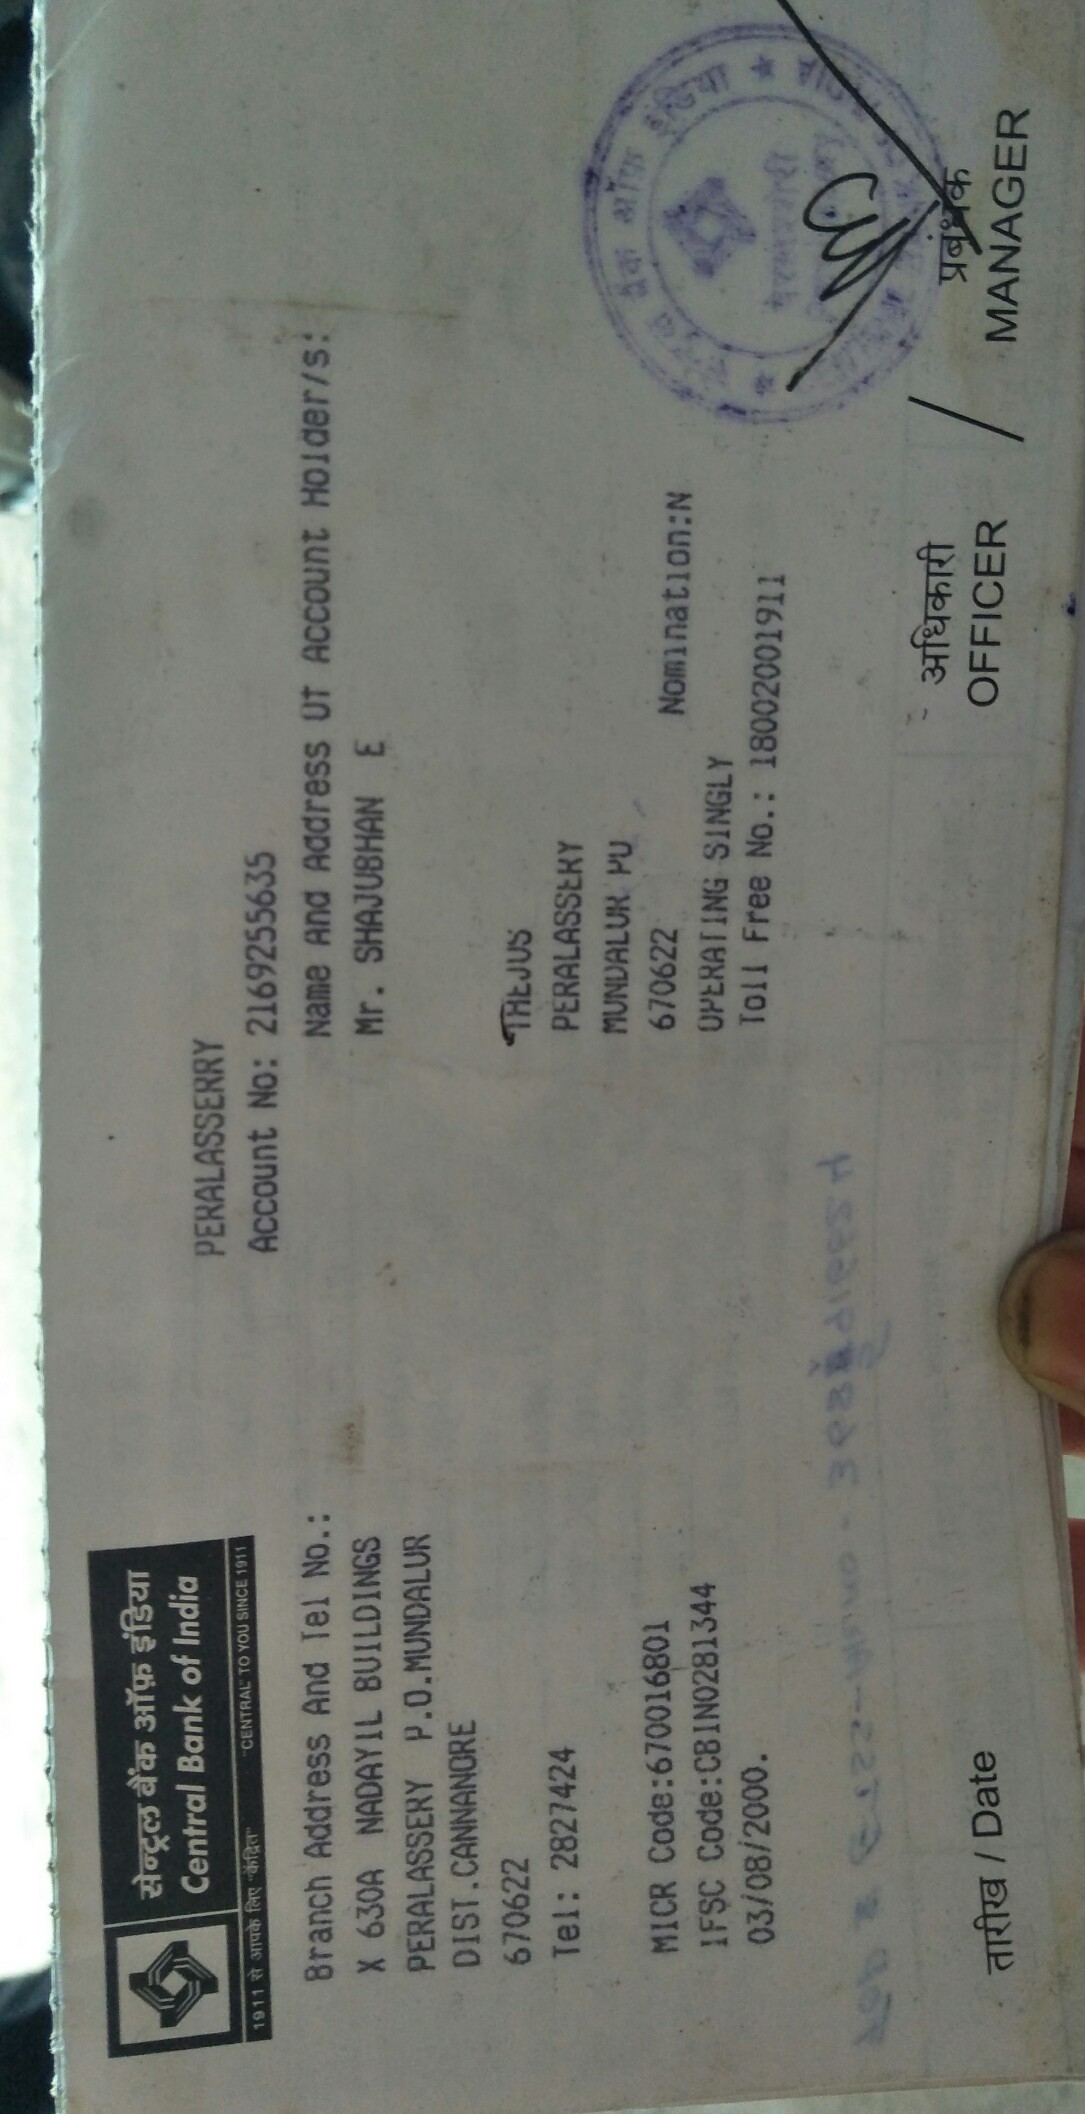 सेन्ट्रल बैंक ऑफ़ इंडिया
Central Bank of India
1911 से आपके लिए "केंद्रित" "CENTRAL" TO YOU SINCE 1911
PERALASSERRY
Account No: 2169255635
Branch Address And Tel No.: Name And Address Of Account Holder/s:
X 630A NADAYIL BUILDINGS Mr. SHAJUBHAN E
PERALASSERY P.O.MUNDALUR
DIST.CANNANORE
670622 THEJUS
Tel: 2827424 PERALASSERY
MUNDALUR PO
MICR Code:670016801 670622 Nomination:N
IFSC Code:CBIN0281344 OPERATING SINGLY
03/08/2000. Toll Free No.: 18002001911
सेन्ट्रल बैंक ऑफ इंडिया
तारीख / Date अधिकारी / प्रबंधक
OFFICER MANAGER